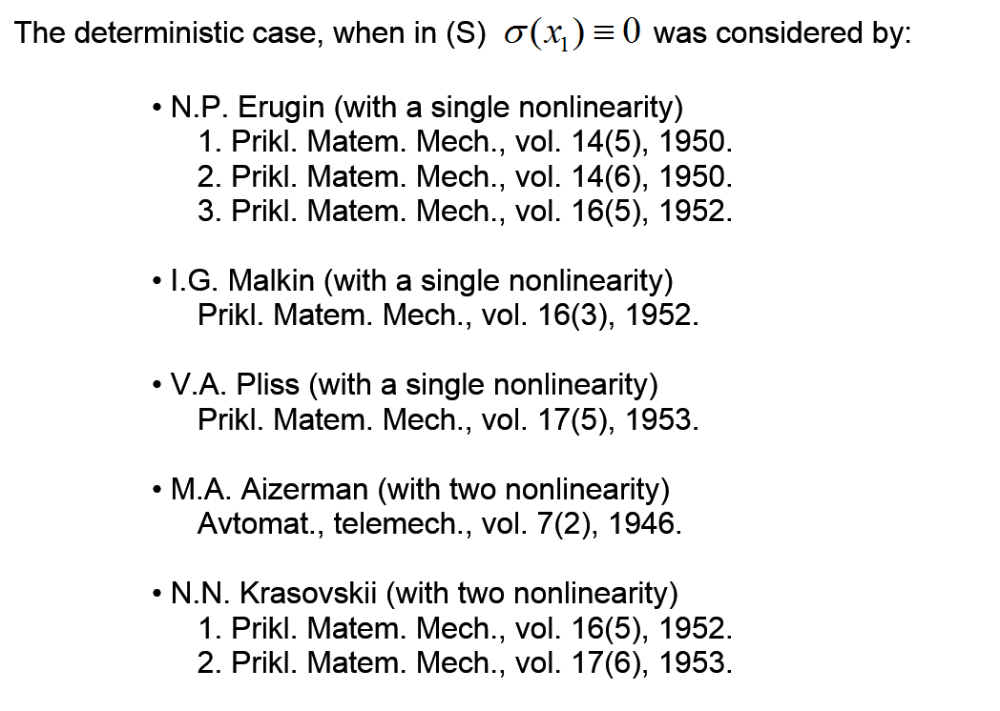 The deterministic case, when in (S) σ(x₁) ≡ 0 was considered by:
• N.P. Erugin (with a single nonlinearity)
1. Prikl. Matem. Mech., vol. 14(5), 1950.
2. Prikl. Matem. Mech., vol. 14(6), 1950.
3. Prikl. Matem. Mech., vol. 16(5), 1952.
• I.G. Malkin (with a single nonlinearity)
Prikl. Matem. Mech., vol. 16(3), 1952.
• V.A. Pliss (with a single nonlinearity)
Prikl. Matem. Mech., vol. 17(5), 1953.
• M.A. Aizerman (with two nonlinearity)
Avtomat., telemech., vol. 7(2), 1946.
• N.N. Krasovskii (with two nonlinearity)
1. Prikl. Matem. Mech., vol. 16(5), 1952.
2. Prikl. Matem. Mech., vol. 17(6), 1953.